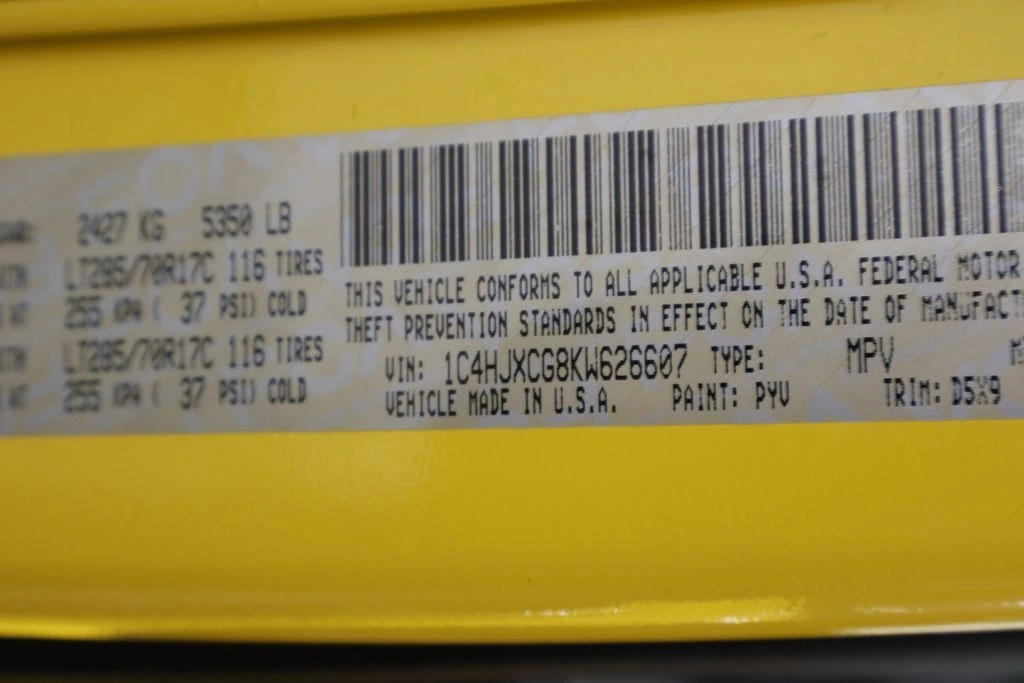 2427 KG 5350 LB
LT285/70R17C 116 TIRES
255 KPA ( 37 PSI) COLD
LT285/70R17C 116 TIRES
AT 255 KPA ( 37 PSI) COLD
THIS VEHICLE CONFORMS TO ALL APPLICABLE U.S.A. FEDERAL MOTOR
THEFT PREVENTION STANDARDS IN EFFECT ON THE DATE OF MANUFACT
VIN: 1C4HJXCG8KW626607 TYPE: MPV
VEHICLE MADE IN U.S.A. PAINT: PYV TRIM: D5X9